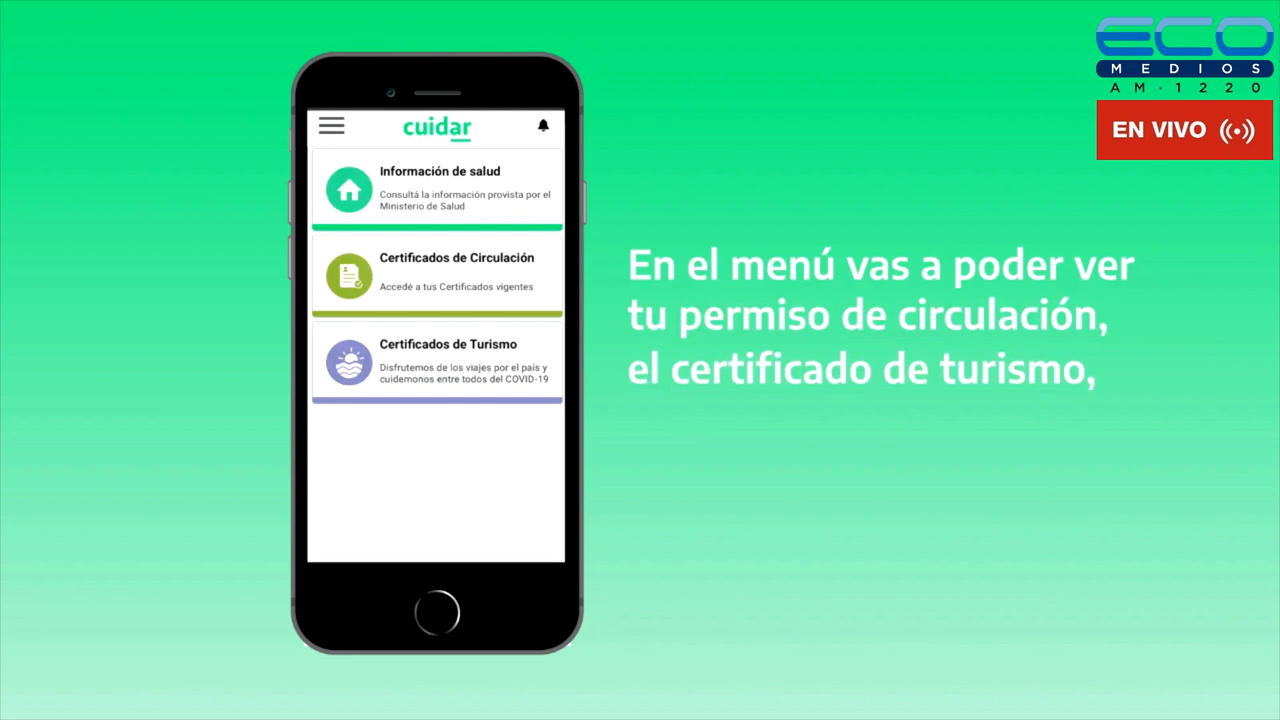 ECO
MEDIOS
AM·1220
EN VIVO
cuidar
Información de salud
Consultá la información provista por el
Ministerio de Salud
Certificados de Circulación
Accedé a tus Certificados vigentes
Certificados de Turismo
Disfrutemos de los viajes por el país y
cuidemonos entre todos del COVID-19
En el menú vas a poder ver
tu permiso de circulación,
el certificado de turismo,